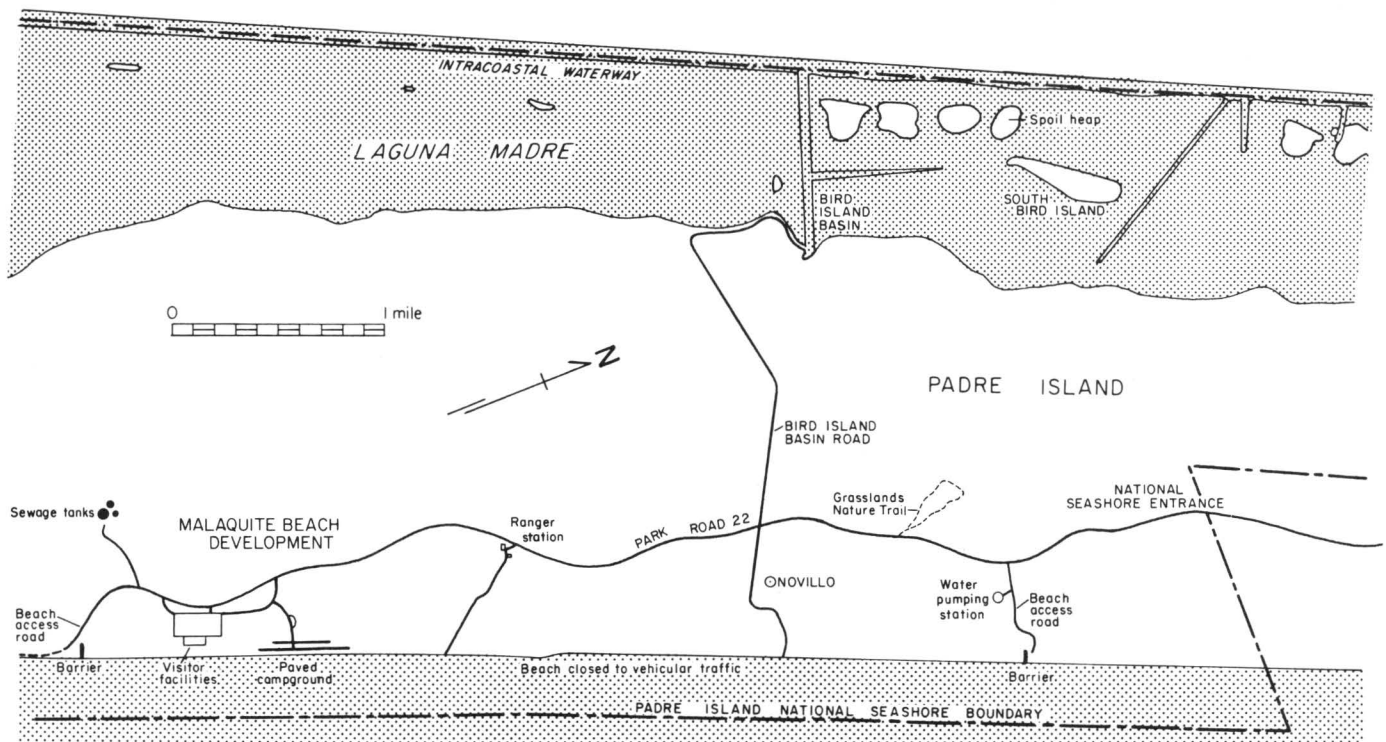 INTRACOASTAL WATERWAY
Spoil heap
LAGUNA MADRE
BIRD
ISLAND
BASIN
SOUTH
BIRD ISLAND
0 1 mile
N
PADRE ISLAND
BIRD ISLAND
BASIN ROAD
Sewage tanks
MALAQUITE BEACH
DEVELOPMENT
Ranger
station
PARK ROAD 22
Grasslands
Nature Trail
NATIONAL
SEASHORE ENTRANCE
NOVILLO
Water
pumping
station
Beach
access
road
Beach
access
road
Barrier
Visitor
facilities
Paved
campground
Beach closed to vehicular traffic
Barrier
PADRE ISLAND NATIONAL SEASHORE BOUNDARY